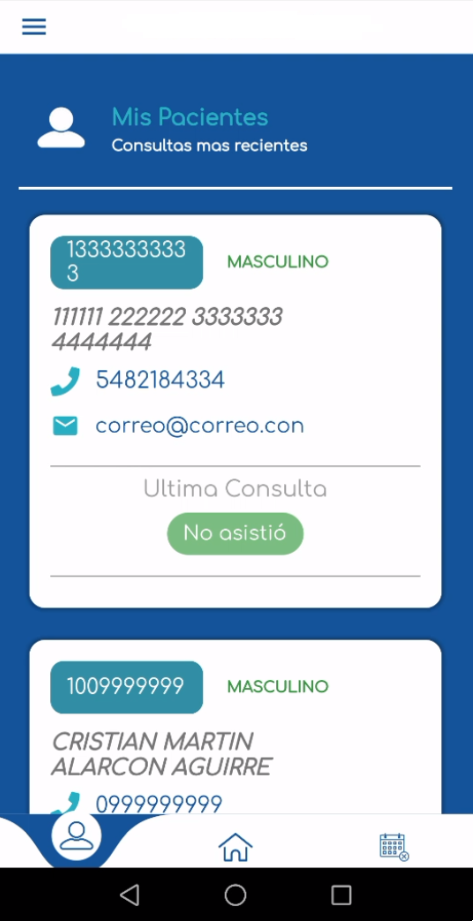 Mis Pacientes
Consultas mas recientes
1333333333
3
MASCULINO
111111 222222 3333333
4444444
5482184334
correo@correo.con
Ultima Consulta
No asistió
1009999999
MASCULINO
CRISTIAN MARTIN
ALARCON AGUIRRE
0999999999